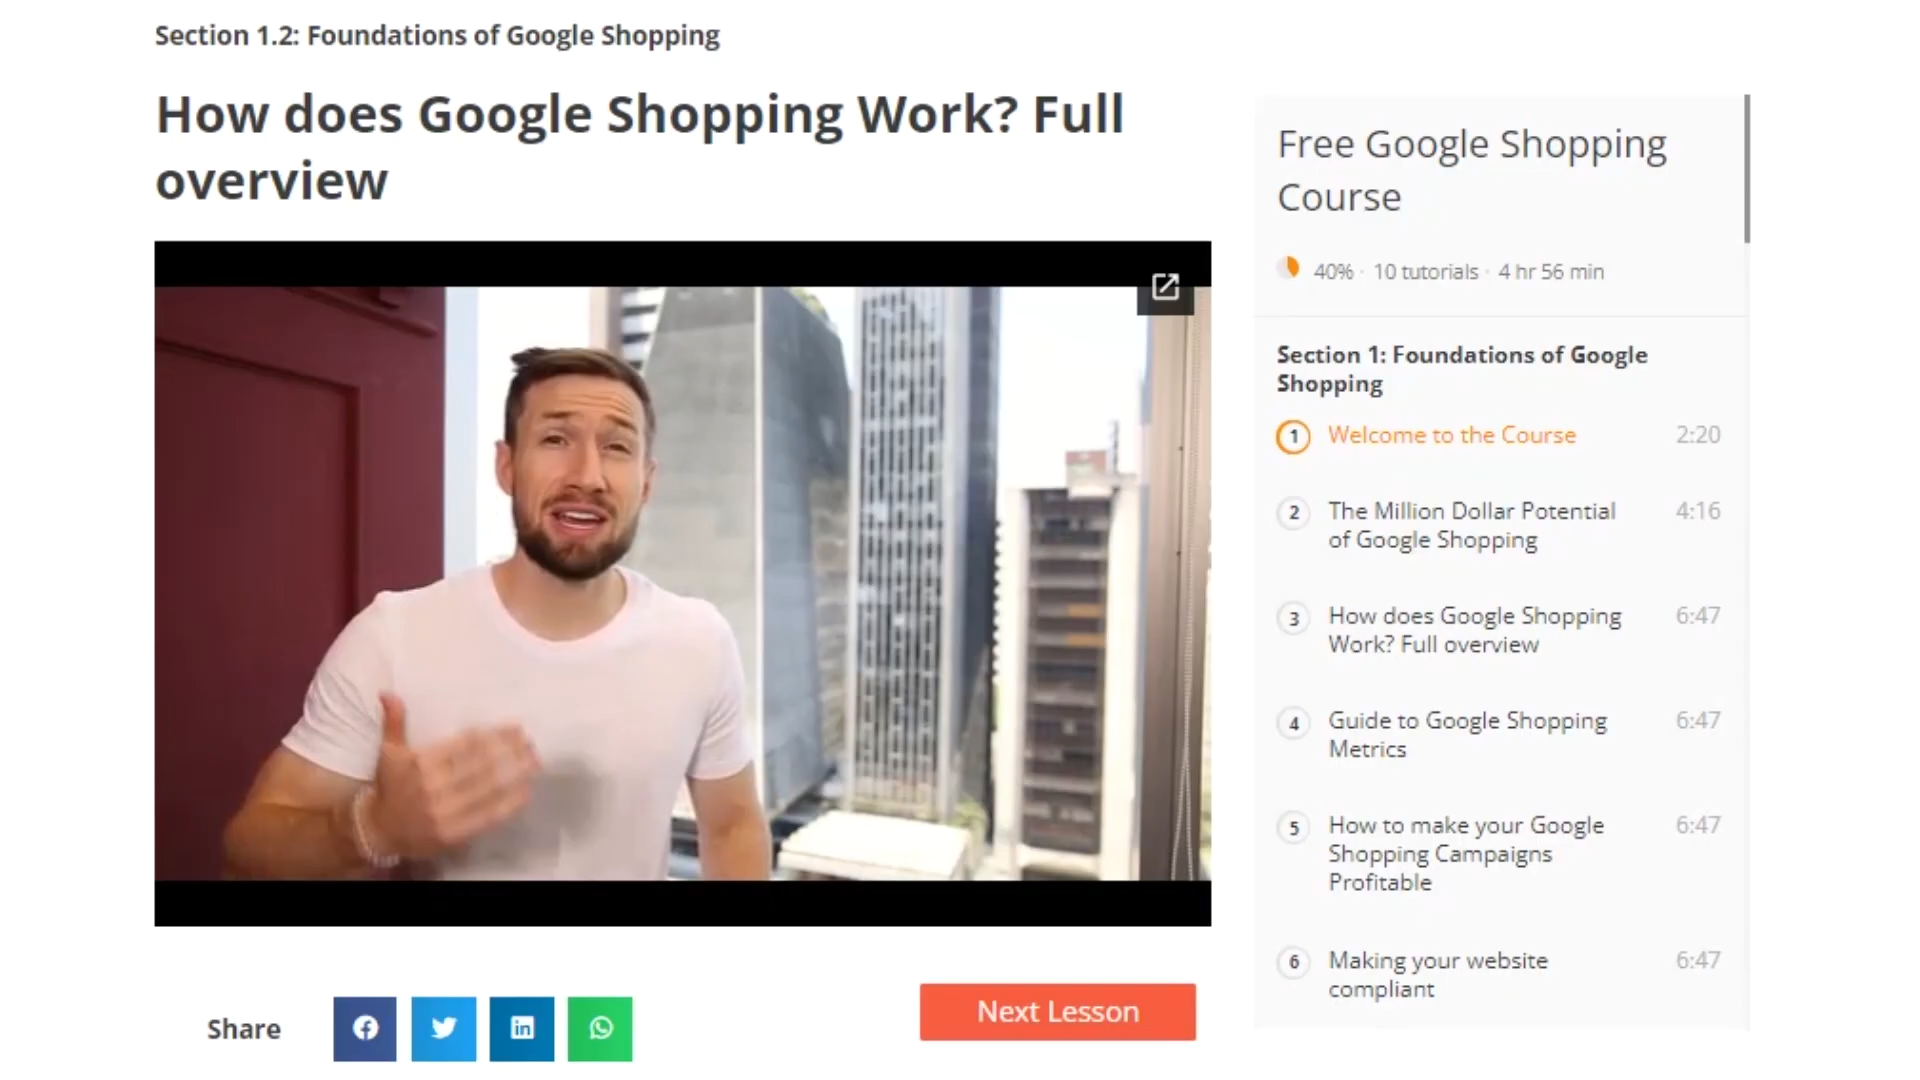 Section 1.2: Foundations of Google Shopping
How does Google Shopping Work? Full
overview
Free Google Shopping
Course
40% · 10 tutorials · 4 hr 56 min
Section 1: Foundations of Google
Shopping
1 Welcome to the Course 2:20
2 The Million Dollar Potential 4:16
of Google Shopping
3 How does Google Shopping 6:47
Work? Full overview
4 Guide to Google Shopping 6:47
Metrics
5 How to make your Google 6:47
Shopping Campaigns
Profitable
6 Making your website 6:47
compliant
Share
Next Lesson